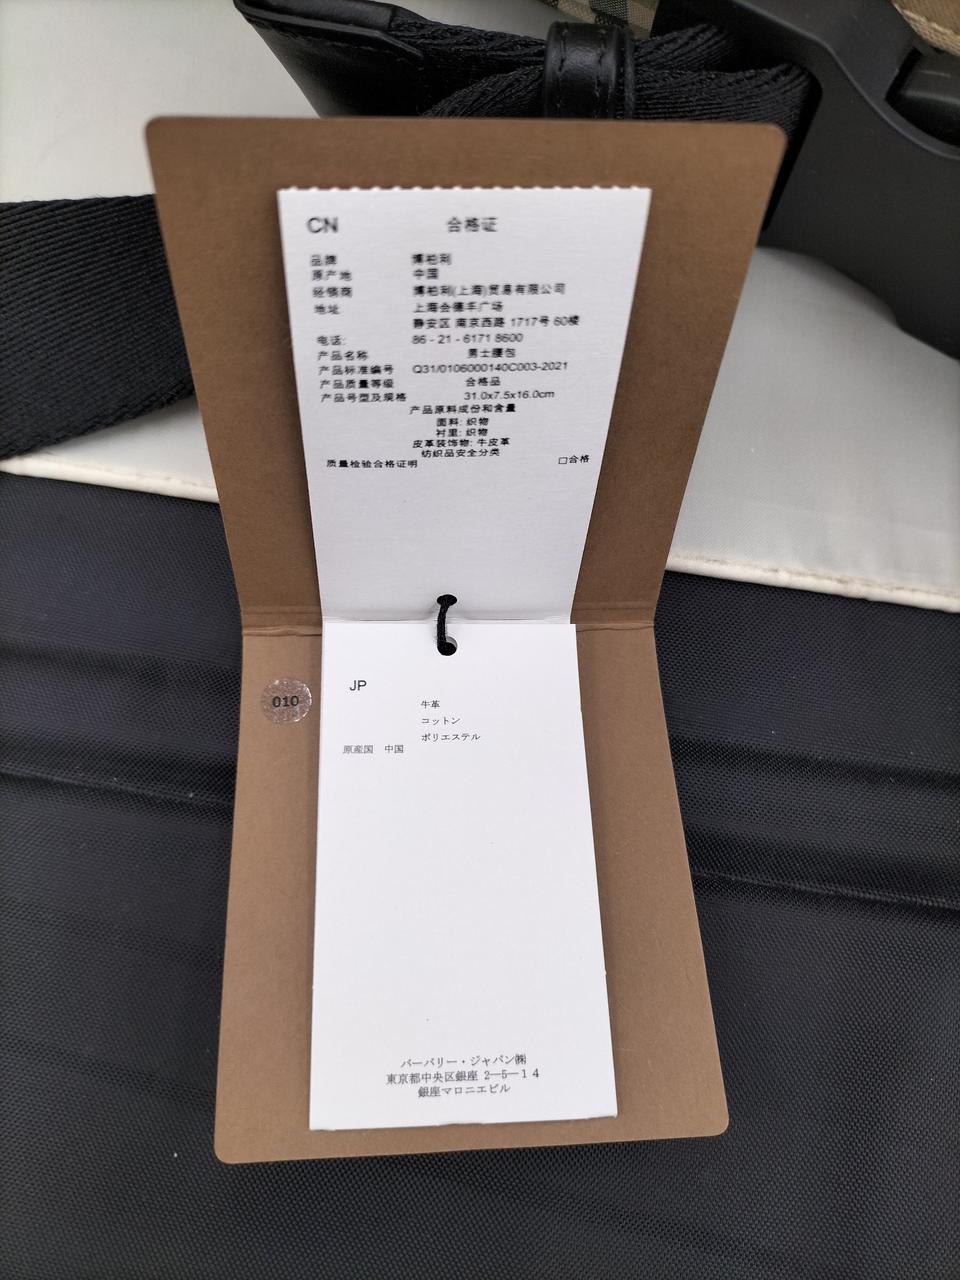 CN 合格证
品牌 博柏利
原产地 中国
经销商 博柏利(上海)贸易有限公司
地址 上海会德丰广场
静安区 南京西路 1717号 60楼
电话: 86 - 21 - 6171 8600
产品名称 男士腰包
产品标准编号 Q31/0106000140C003-2021
产品质量等级 合格品
产品号型及规格 31.0x7.5x16.0cm
产品原料成份和含量
面料: 织物
衬里: 织物
皮革装饰物: 牛皮革
纺织品安全分类
质量检验合格证明 □合格
JP
010
牛革
コットン
ポリエステル
原産国 中国
バーバリー・ジャパン㈱
東京都中央区銀座 2―5―14
銀座マロニエビル